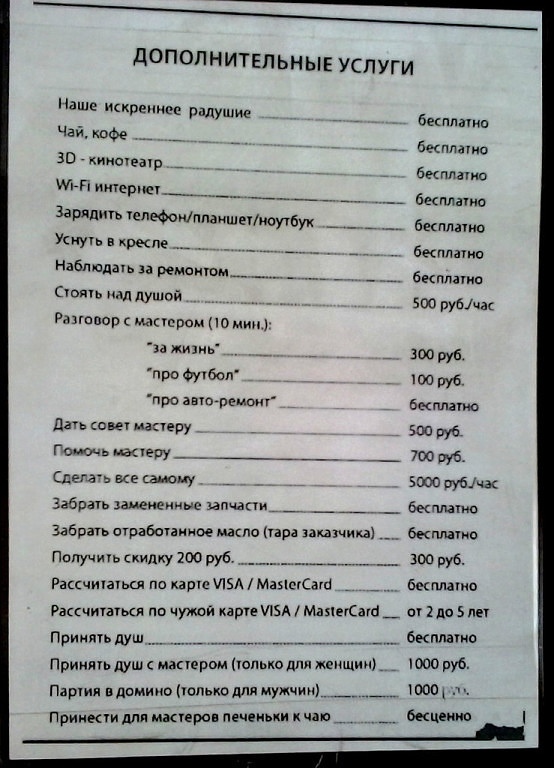 ДОПОЛНИТЕЛЬНЫЕ УСЛУГИ
Наше искреннее радушие бесплатно
Чай, кофе бесплатно
3D - кинотеатр бесплатно
Wi-Fi интернет бесплатно
Зарядить телефон/планшет/ноутбук бесплатно
Уснуть в кресле бесплатно
Наблюдать за ремонтом бесплатно
Стоять над душой 500 руб./час
Разговор с мастером (10 мин.):
"за жизнь" 300 руб.
"про футбол" 100 руб.
"про авто-ремонт" бесплатно
Дать совет мастеру 500 руб.
Помочь мастеру 700 руб.
Сделать все самому 5000 руб./час
Забрать замененные запчасти бесплатно
Забрать отработанное масло (тара заказчика) бесплатно
Получить скидку 200 руб. 300 руб.
Рассчитаться по карте VISA / MasterCard бесплатно
Рассчитаться по чужой карте VISA / MasterCard от 2 до 5 лет
Принять душ бесплатно
Принять душ с мастером (только для женщин) 1000 руб.
Партия в домино (только для мужчин) 1000 руб.
Принести для мастеров печеньки к чаю бесценно